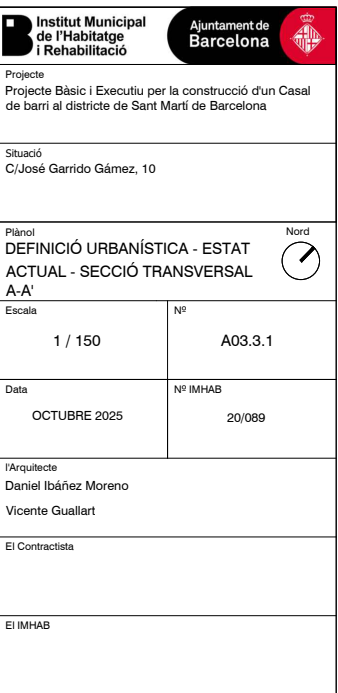 Institut Municipal
de l'Habitatge
i Rehabilitació
Ajuntament de
Barcelona
Projecte
Projecte Bàsic i Executiu per la construcció d'un Casal
de barri al districte de Sant Martí de Barcelona
Situació
C/José Garrido Gámez, 10
Plànol
Nord
DEFINICIÓ URBANÍSTICA - ESTAT
ACTUAL - SECCIÓ TRANSVERSAL
A-A'
Escala
Nº
1 / 150
A03.3.1
Data
Nº IMHAB
OCTUBRE 2025
20/089
l'Arquitecte
Daniel Ibáñez Moreno
Vicente Guallart
El Contractista
El IMHAB